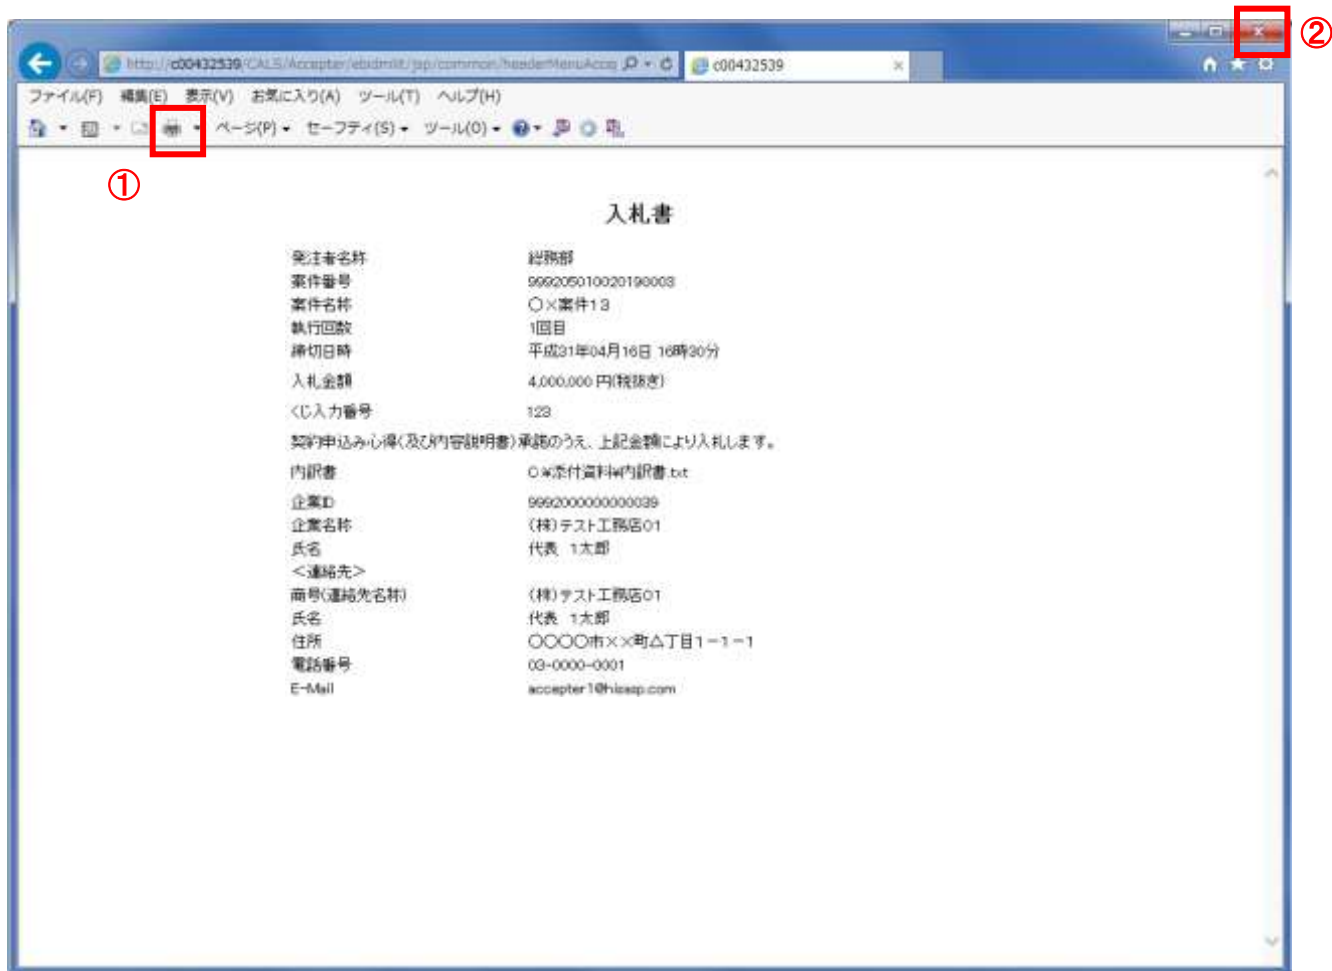 ②
http://c00432539/CALS/Accepter/ebidmlit/jsp/common/headerMenuAccep
c00432539
ファイル(F) 編集(E) 表示(V) お気に入り(A) ツール(T) ヘルプ(H)
ページ(P) セーフティ(S) ツール(O)
①
入札書
発注者名称 総務部
案件番号 999205010020190003
案件名称 〇×案件13
執行回数 1回目
締切日時 平成31年04月16日 16時30分
入札金額 4,000,000 円(税抜き)
くじ入力番号 123
契約申込み心得(及び内容説明書)承諾のうえ、上記金額により入札します。
内訳書 C:¥添付資料¥内訳書.txt
企業ID 9992000000000039
企業名称 (株)テスト工務店01
氏名 代表 1太郎
<連絡先>
商号(連絡先名称) (株)テスト工務店01
氏名 代表 1太郎
住所 〇〇〇〇市××町△丁目1-1-1
電話番号 03-0000-0001
E-Mail accepter1@hisasp.com